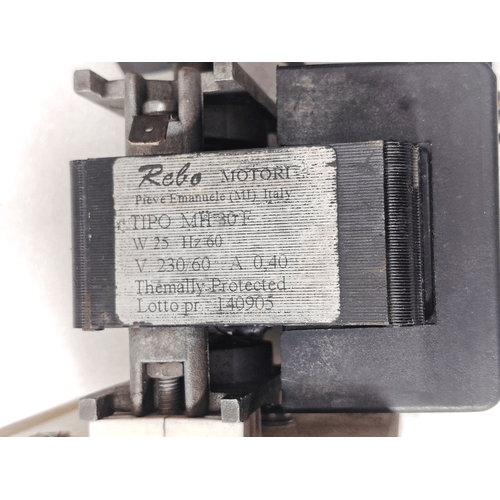 Rebo MOTORI
Pieve Emanuele (MI) Italy
TIPO MH F
W 25 Hz 60
V 230/60 A 0,40
Themally Protected
Lotto pr. 140905